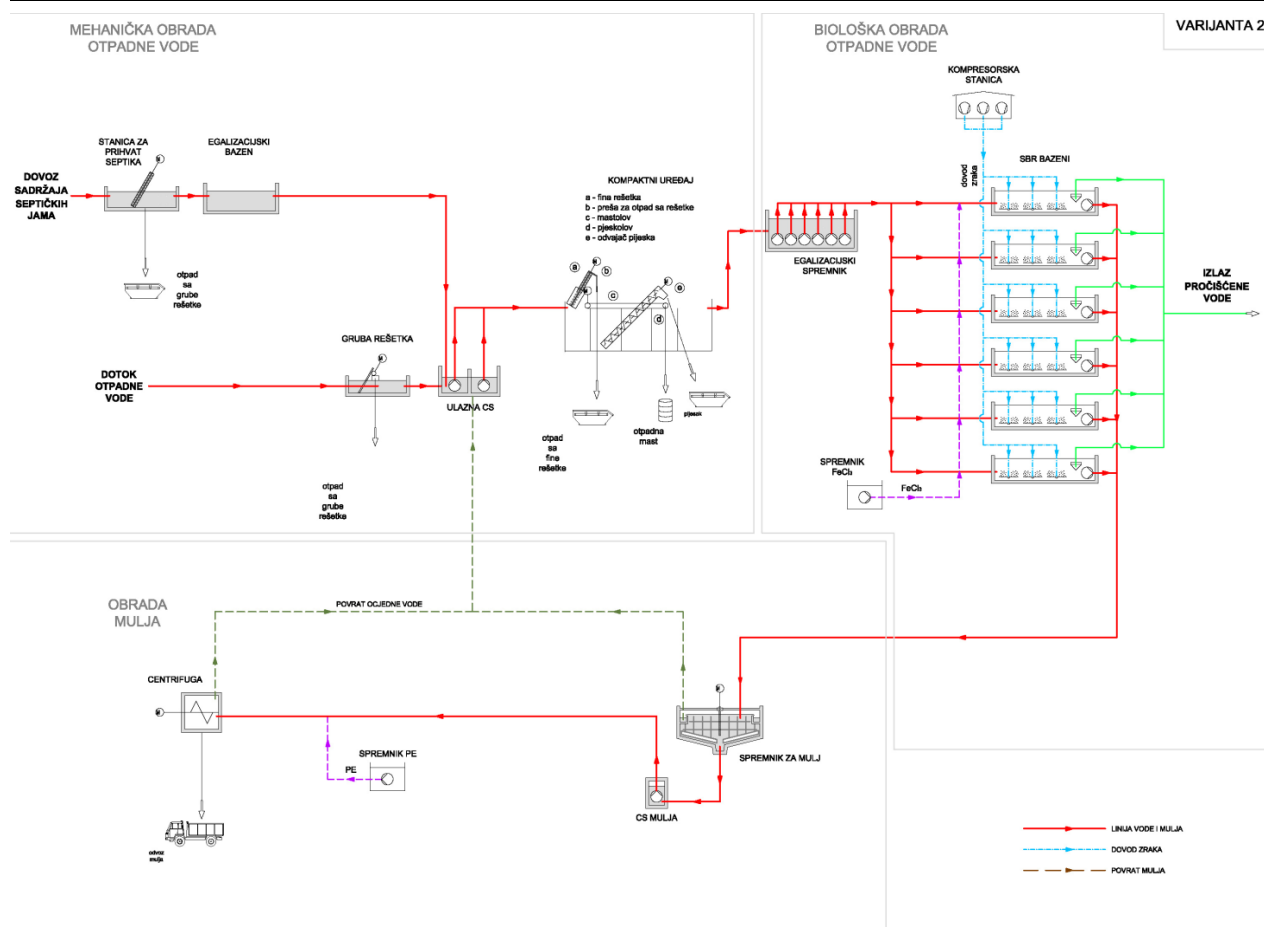 MEHANIČKA OBRADA
OTPADNE VODE
BIOLOŠKA OBRADA
OTPADNE VODE
VARIJANTA 2
KOMPRESORSKA
STANICA
STANICA ZA
PRIHVAT
SEPTIKA
EGALIZACIJSKI
BAZEN
DOVOZ
SADRŽAJA
SEPTIČKIH
JAMA
M
otpad
sa
grube
rešetke
KOMPAKTNI UREĐAJ
a - fina rešetka
b - preša za otpad sa rešetke
c - mastolov
d - pjeskolov
e - odvajač pijeska
a
M
b
M
c
M
e
d
dovod
zraka
SBR BAZENI
EGALIZACIJSKI
SPREMNIK
IZLAZ
PROČIŠĆENE
VODE
GRUBA REŠETKA
M
DOTOK
OTPADNE
VODE
ULAZNA CS
otpad
sa
fine
rešetke
otpadna
mast
pijesak
otpad
sa
grube
rešetke
SPREMNIK
FeCl₃
FeCl₃
OBRADA
MULJA
POVRAT OCJEDNE VODE
CENTRIFUGA
M
M
SPREMNIK PE
PE
SPREMNIK ZA MULJ
CS MULJA
odvoz
mulja
LINIJA VODE I MULJA
DOVOD ZRAKA
POVRAT MULJA